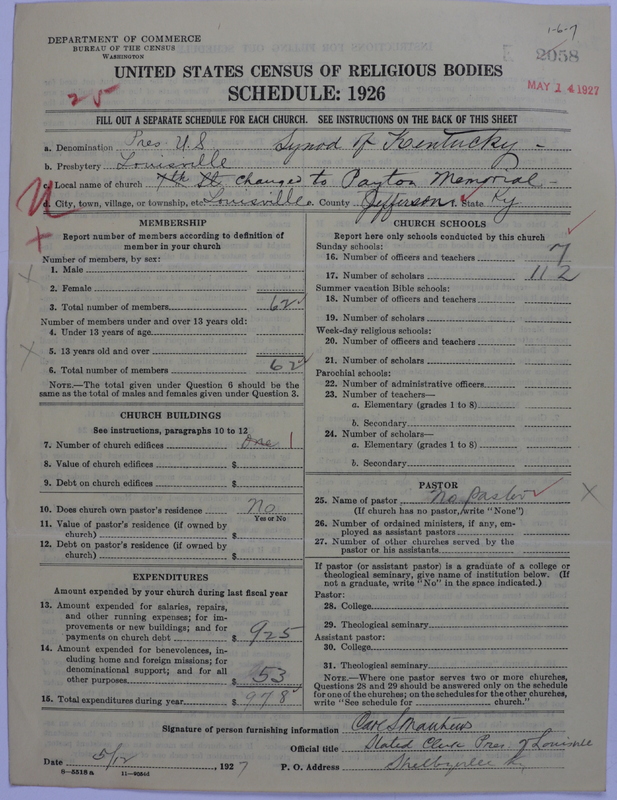 1-6-7
DEPARTMENT OF COMMERCE
BUREAU OF THE CENSUS
WASHINGTON
2058
MAY 14 1927
UNITED STATES CENSUS OF RELIGIOUS BODIES
SCHEDULE: 1926
25
FILL OUT A SEPARATE SCHEDULE FOR EACH CHURCH. SEE INSTRUCTIONS ON THE BACK OF THIS SHEET
a. Denomination Pres. U.S Synod of Kentucky -
b. Presbytery Louisville
c. Local name of church 7th St changed to Payton Memorial -
d. City, town, village, or township, etc. Louisville e. County Jefferson State Ky
MEMBERSHIP
Report number of members according to definition of
member in your church
Number of members, by sex:
1. Male
2. Female
3. Total number of members 62
Number of members under and over 13 years old:
4. Under 13 years of age
5. 13 years old and over
6. Total number of members 62
NOTE.—The total given under Question 6 should be the
same as the total of males and females given under Question 3.
CHURCH BUILDINGS
See instructions, paragraphs 10 to 12
7. Number of church edifices One 1
8. Value of church edifices $
9. Debt on church edifices $
10. Does church own pastor's residence No
Yes or No
11. Value of pastor's residence (if owned by
church) $
12. Debt on pastor's residence (if owned by
church) $
EXPENDITURES
Amount expended by your church during last fiscal year
13. Amount expended for salaries, repairs,
and other running expenses; for im-
provements or new buildings; and for
payments on church debt $ 925
14. Amount expended for benevolences, in-
cluding home and foreign missions; for
denominational support; and for all
other purposes $ 53
15. Total expenditures during year $ 978
CHURCH SCHOOLS
Report here only schools conducted by this church
Sunday schools:
16. Number of officers and teachers 7
17. Number of scholars 112
Summer vacation Bible schools:
18. Number of officers and teachers
19. Number of scholars
Week-day religious schools:
20. Number of officers and teachers
21. Number of scholars
Parochial schools:
22. Number of administrative officers
23. Number of teachers—
a. Elementary (grades 1 to 8)
b. Secondary
24. Number of scholars—
a. Elementary (grades 1 to 8)
b. Secondary
PASTOR
25. Name of pastor No Pastor
(If church has no pastor, write "None")
26. Number of ordained ministers, if any, em-
ployed as assistant pastors
27. Number of other churches served by the
pastor or his assistants
If pastor (or assistant pastor) is a graduate of a college or
theological seminary, give name of institution below. (If
not a graduate, write "No" in the space indicated.)
Pastor:
28. College
29. Theological seminary
Assistant pastor:
30. College
31. Theological seminary
NOTE.—Where one pastor serves two or more churches,
Questions 28 and 29 should be answered only on the schedule
for one of the churches; on the schedules for the other churches,
write "See schedule for church."
Signature of person furnishing information Carl S Matthews
Official title Stated Clerk Pres. of Louisville
Date 5/12, 1927 P. O. Address Shelbyville Ky
8-5518 a